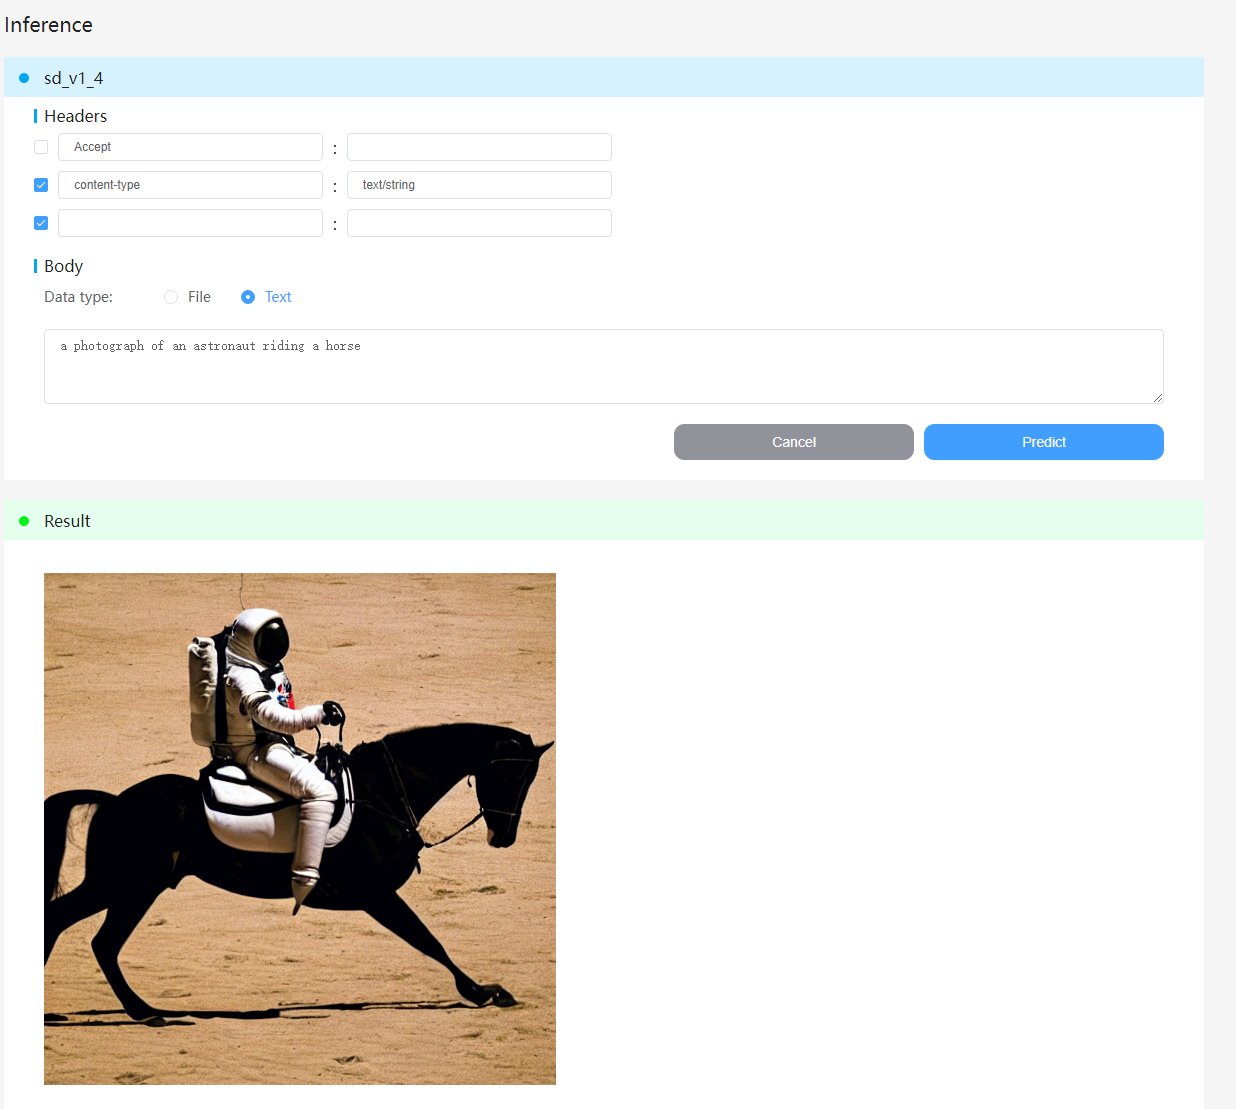 Inference
sd_v1_4
Headers
Accept :
content-type : text/string
:
Body
Data type: File Text
a photograph of an astronaut riding a horse
Cancel Predict
Result